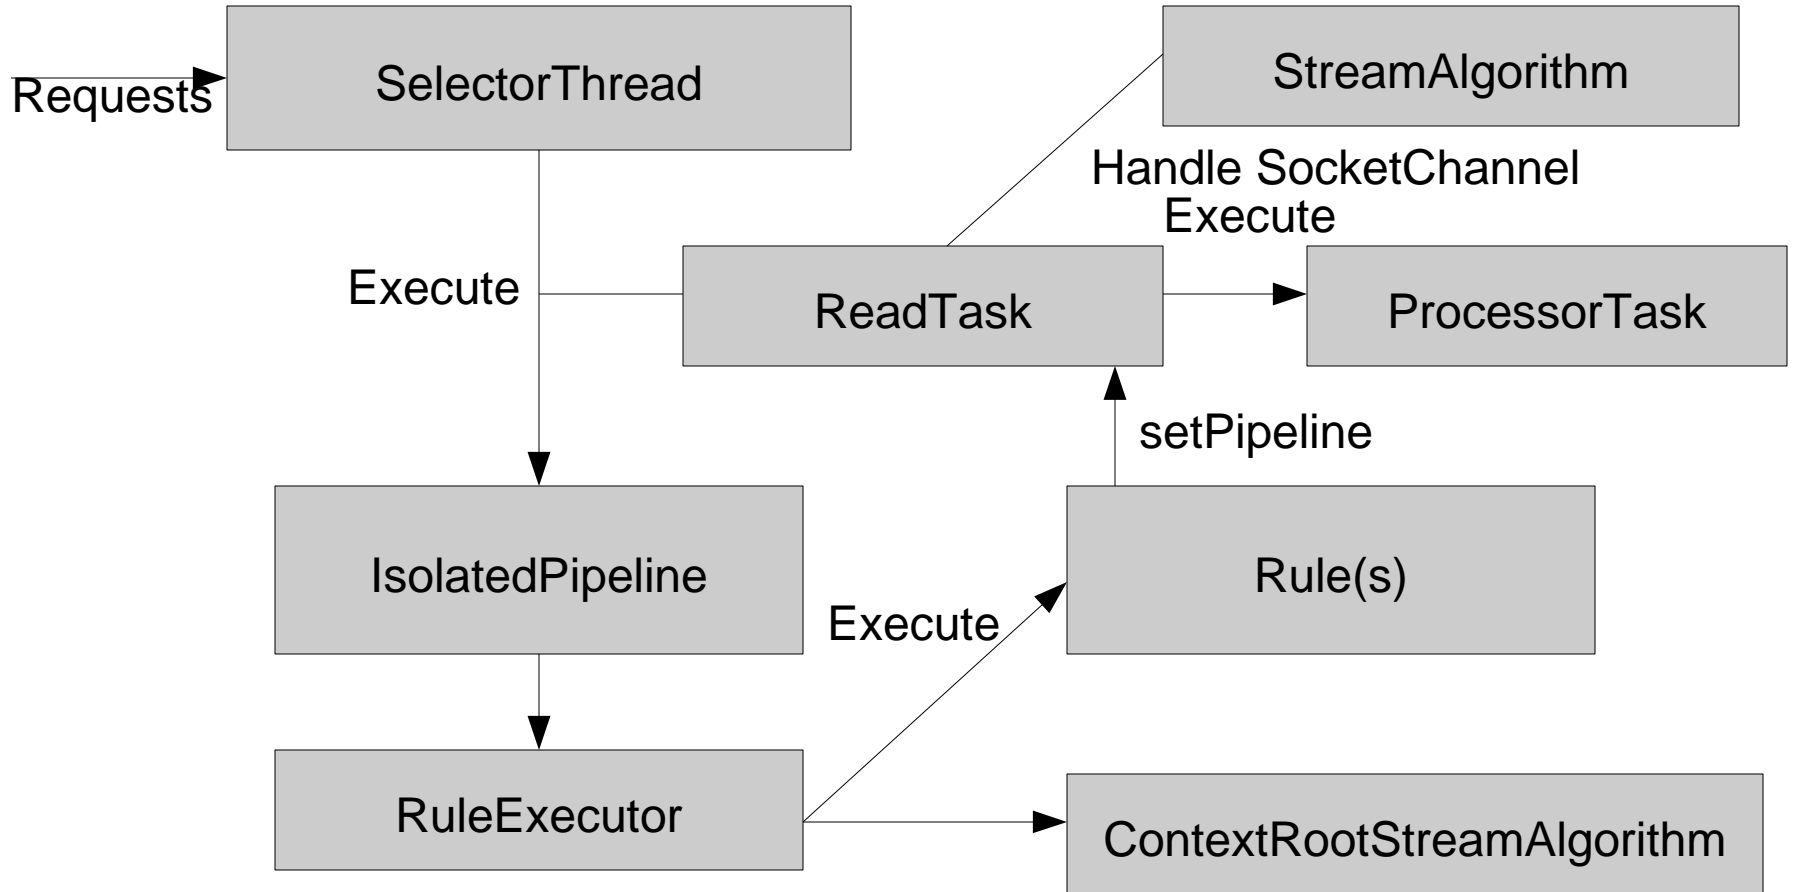 SelectorThread
StreamAlgorithm
Requests
Handle SocketChannel
Execute
Execute
ReadTask
ProcessorTask
setPipeline
IsolatedPipeline
Rule(s)
Execute
RuleExecutor
ContextRootStreamAlgorithm